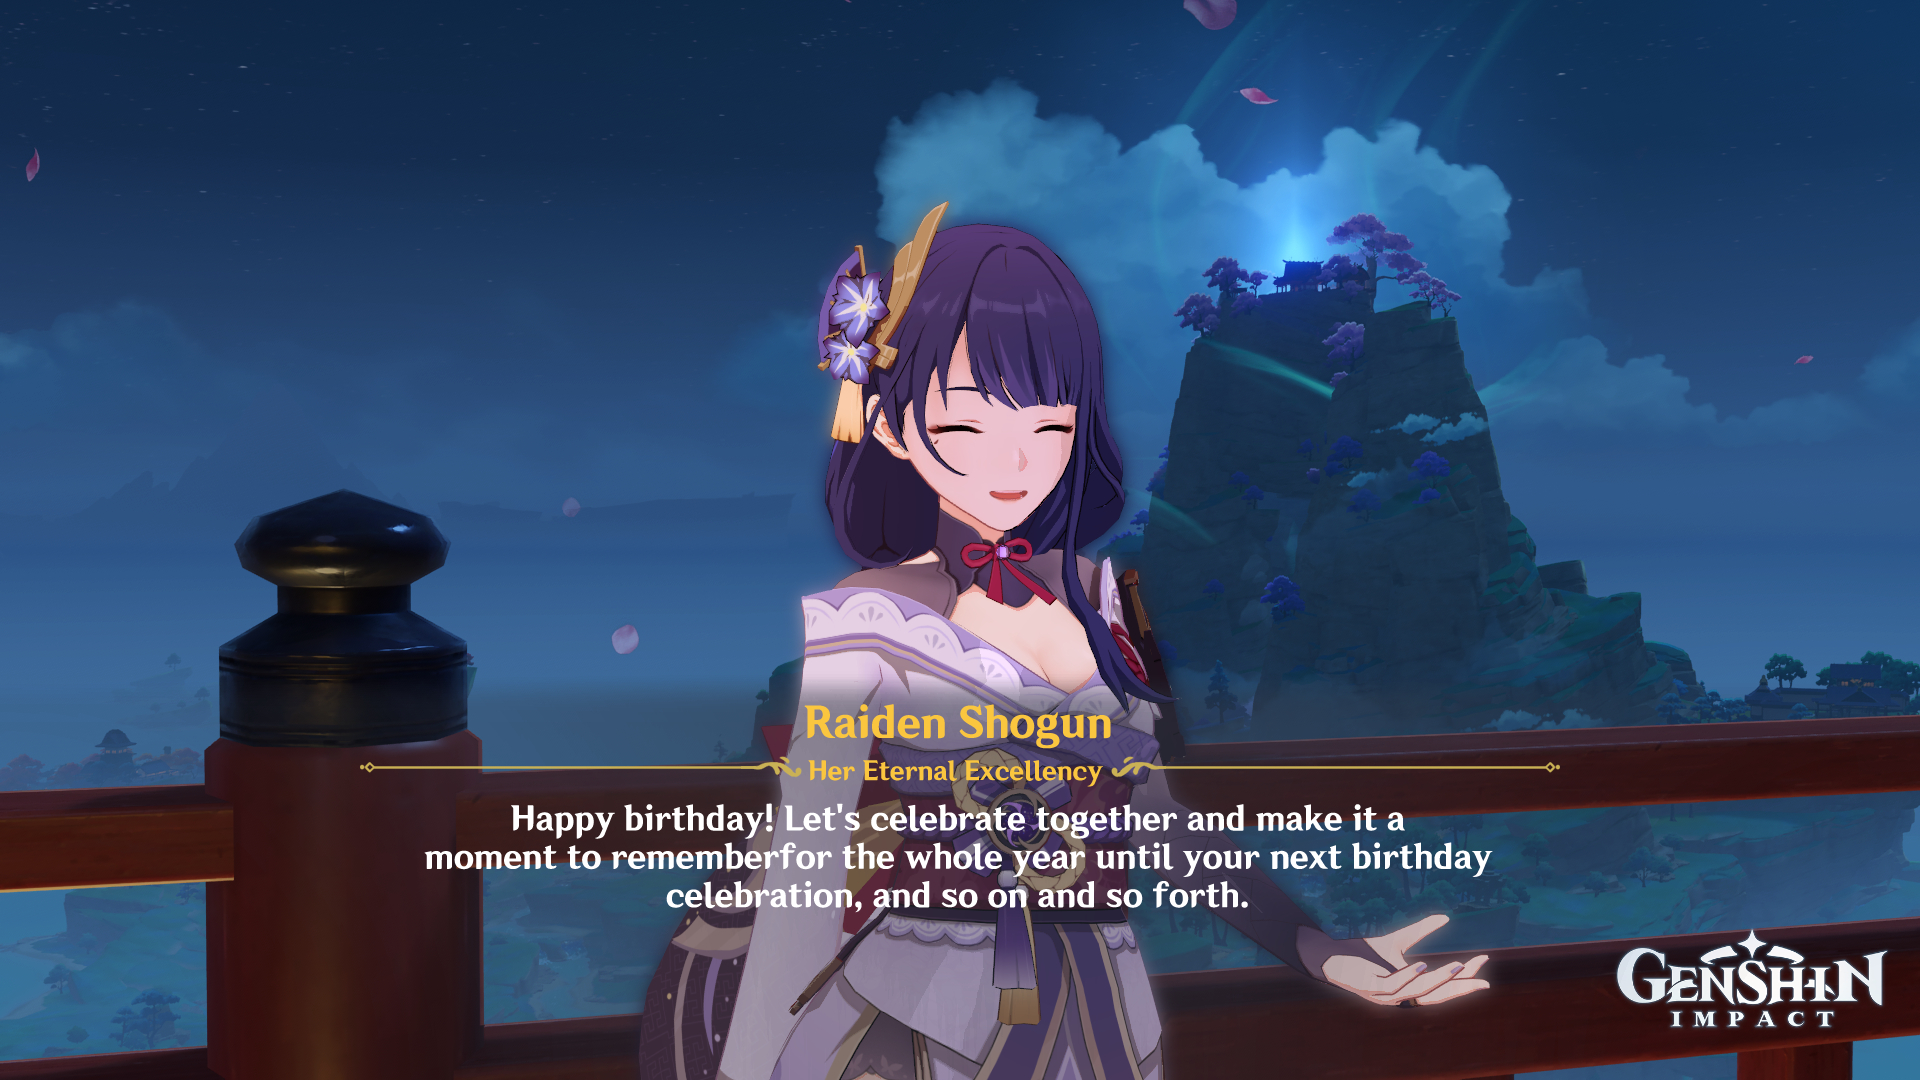 Raiden Shogun
Her Eternal Excellency
Happy birthday! Let's celebrate together and make it a
moment to rememberfor the whole year until your next birthday
celebration, and so on and so forth.
GENSHIN
IMPACT